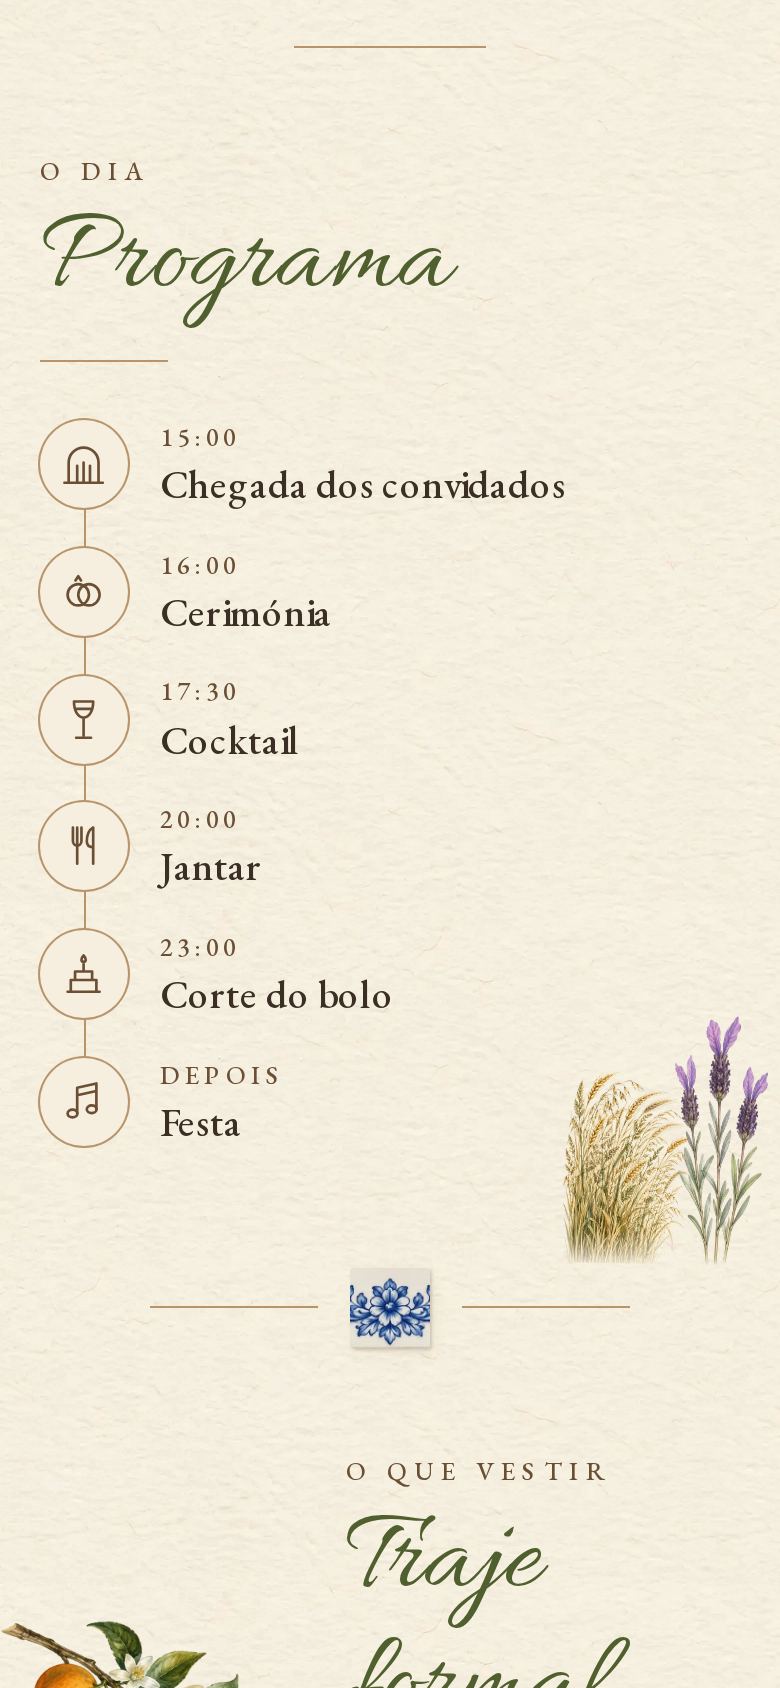 O DIA
Programa
15:00
Chegada dos convidados
16:00
Cerimónia
17:30
Cocktail
20:00
Jantar
23:00
Corte do bolo
DEPOIS
Festa
O QUE VESTIR
Traje
formal